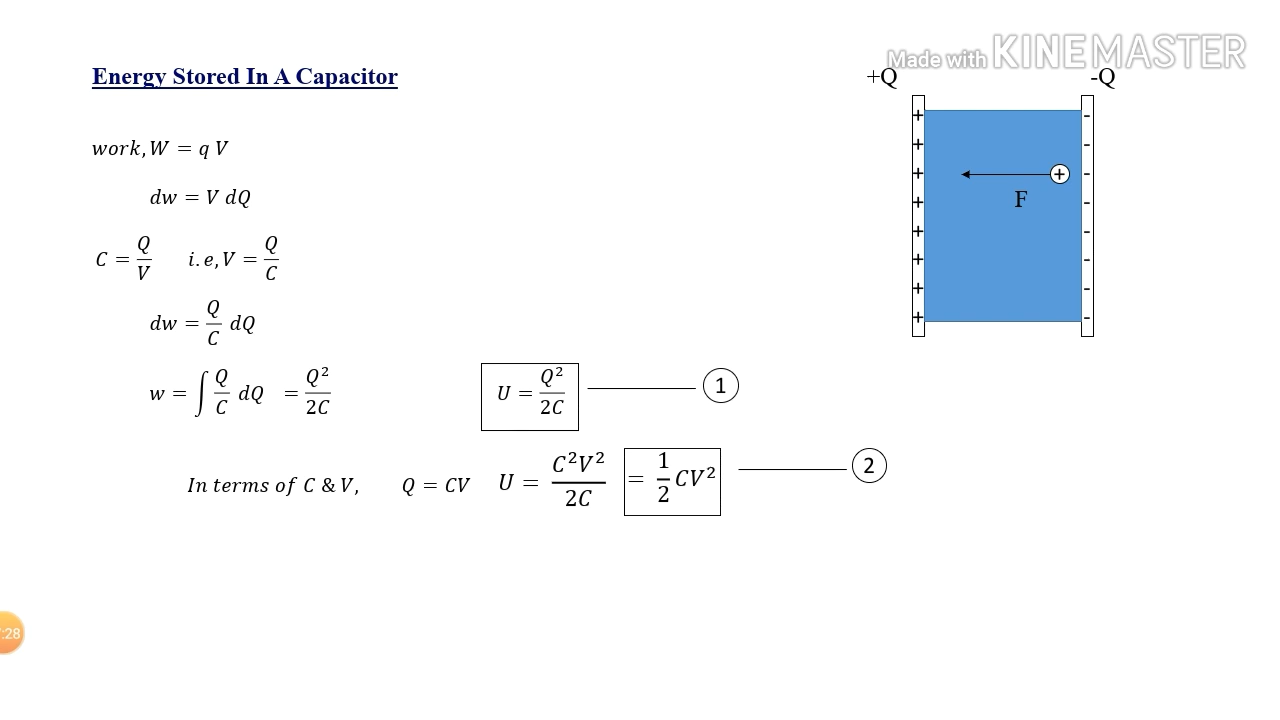 Made with KINEMASTER
Energy Stored In A Capacitor
+Q -Q
work, W = q V
dw = V dQ
C = Q/V i.e, V = Q/C
dw = Q/C dQ
w = ∫ Q/C dQ = Q²/2C U = Q²/2C 1
In terms of C & V, Q = CV U = C²V²/2C = 1/2 CV² 2
+ -
+ -
+ - +
F
+ -
+ -
+ -
+ -
+ -
:28